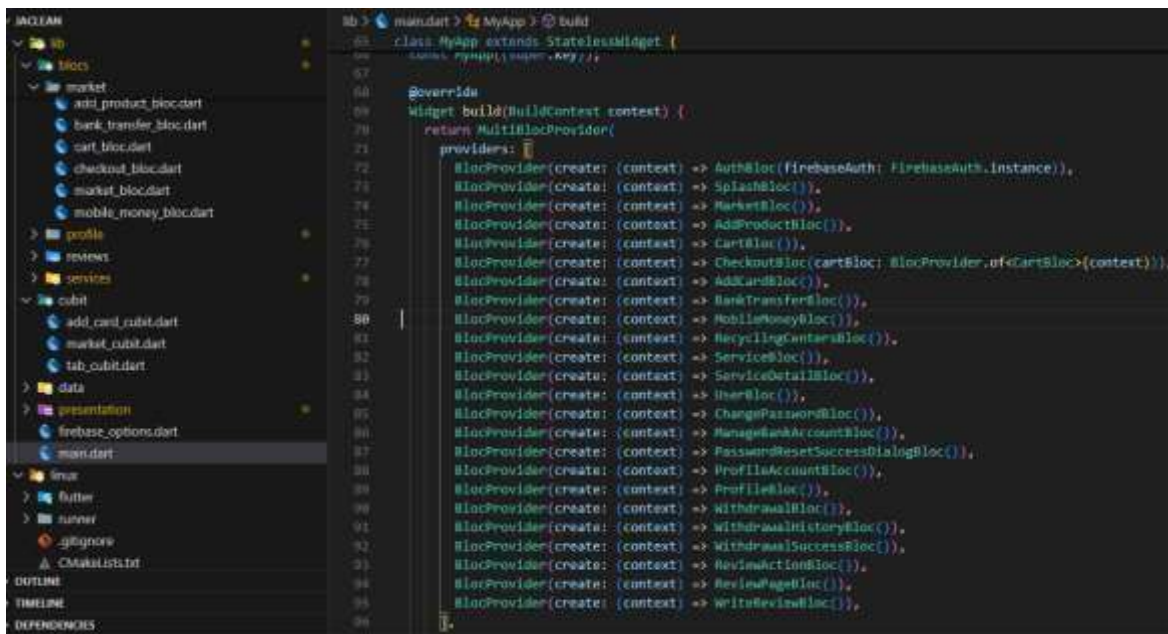 JACLEAN
lib
blocs
market
add_product_bloc.dart
bank_transfer_bloc.dart
cart_bloc.dart
checkout_bloc.dart
market_bloc.dart
mobile_money_bloc.dart
profile
reviews
services
cubit
add_card_cubit.dart
market_cubit.dart
tab_cubit.dart
data
presentation
firebase_options.dart
main.dart
linux
flutter
runner
.gitignore
CMakeLists.txt
OUTLINE
TIMELINE
DEPENDENCIES
lib > main.dart > MyApp > build
65 class MyApp extends StatelessWidget {
66 const MyApp({super.key});
67
68 @override
69 Widget build(BuildContext context) {
70 return MultiBlocProvider(
71 providers: [
72 BlocProvider(create: (context) => AuthBloc(firebaseAuth: FirebaseAuth.instance)),
73 BlocProvider(create: (context) => SplashBloc()),
74 BlocProvider(create: (context) => MarketBloc()),
75 BlocProvider(create: (context) => AddProductBloc()),
76 BlocProvider(create: (context) => CartBloc()),
77 BlocProvider(create: (context) => CheckoutBloc(cartBloc: BlocProvider.of<CartBloc>(context)))
78 BlocProvider(create: (context) => AddCardBloc()),
79 BlocProvider(create: (context) => BankTransferBloc()),
80 BlocProvider(create: (context) => MobileMoneyBloc()),
81 BlocProvider(create: (context) => RecyclingCentersBloc()),
82 BlocProvider(create: (context) => ServiceBloc()),
83 BlocProvider(create: (context) => ServiceDetailBloc()),
84 BlocProvider(create: (context) => UserBloc()),
85 BlocProvider(create: (context) => ChangePasswordBloc()),
86 BlocProvider(create: (context) => ManageBankAccountBloc()),
87 BlocProvider(create: (context) => PasswordResetSuccessDialogBloc()),
88 BlocProvider(create: (context) => ProfileAccountBloc()),
89 BlocProvider(create: (context) => ProfileBloc()),
90 BlocProvider(create: (context) => WithdrawalBloc()),
91 BlocProvider(create: (context) => WithdrawalHistoryBloc()),
92 BlocProvider(create: (context) => WithdrawalSuccessBloc()),
93 BlocProvider(create: (context) => ReviewActionBloc()),
94 BlocProvider(create: (context) => ReviewPageBloc()),
95 BlocProvider(create: (context) => WriteReviewBloc()),
96 ],